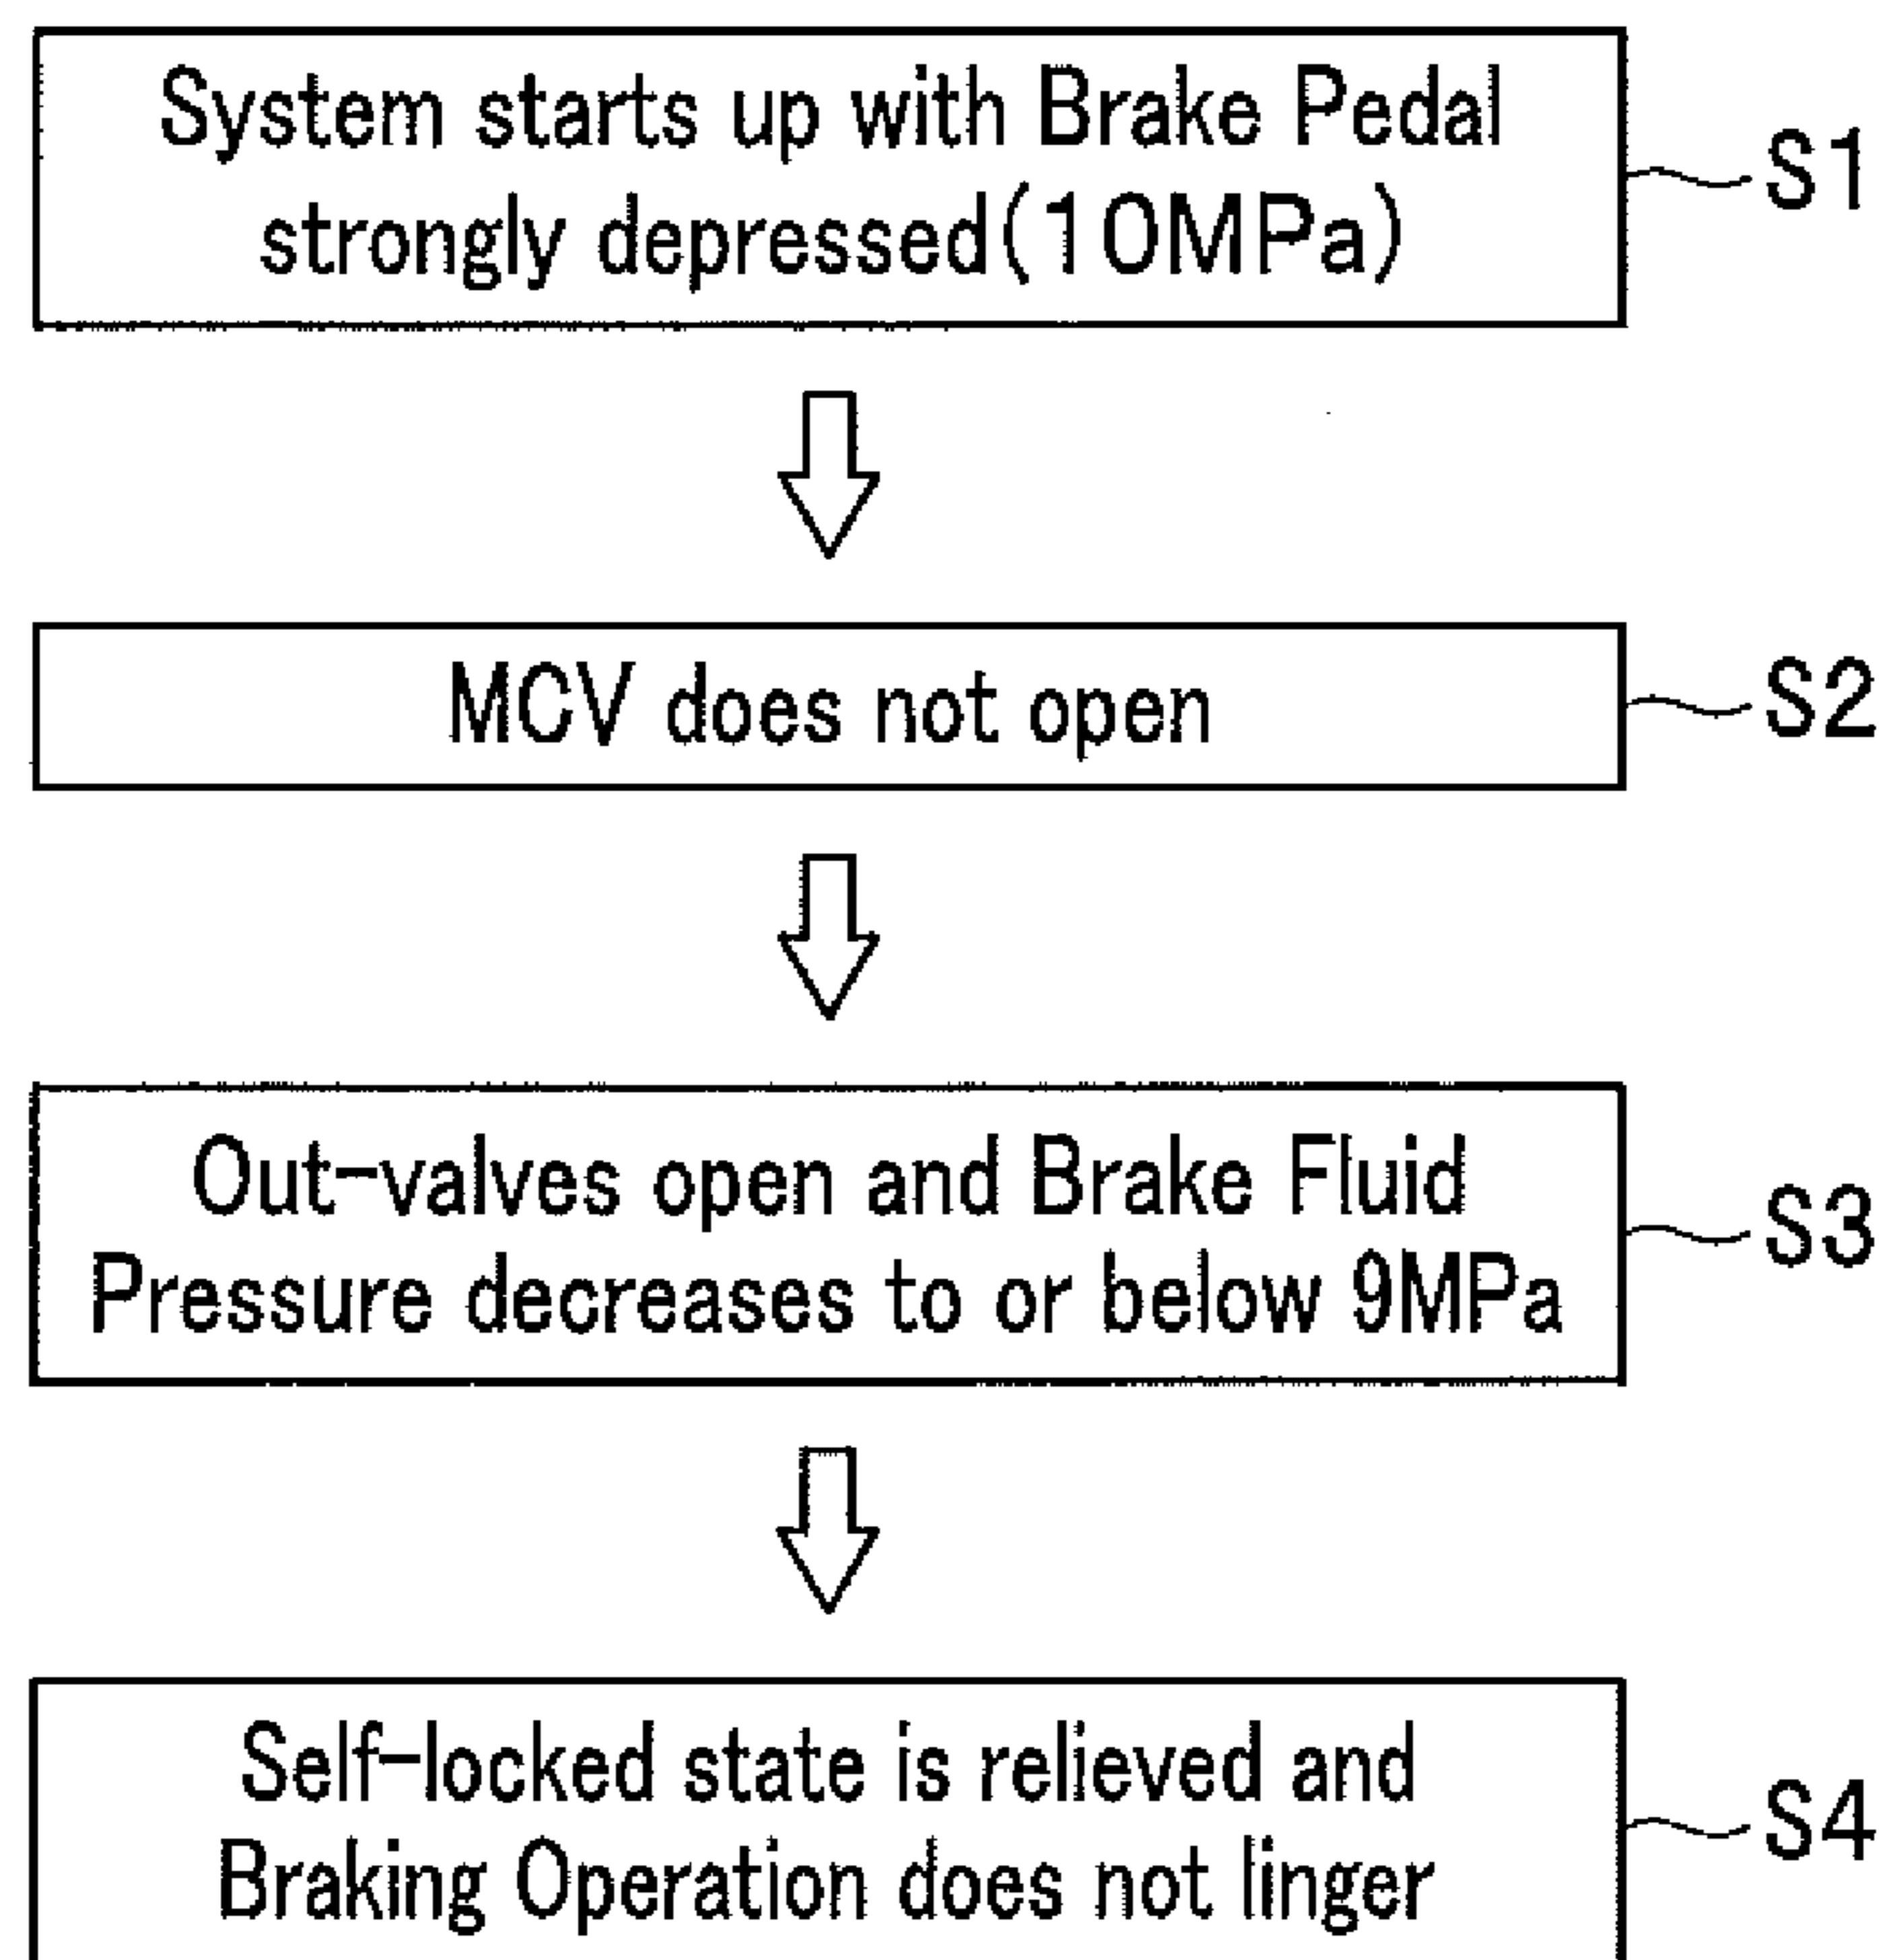 System starts up with Brake Pedal
strongly depressed(10MPa)
S1
MCV does not open
S2
Out-valves open and Brake Fluid
Pressure decreases to or below 9MPa
S3
Self-locked state is relieved and
Braking Operation does not linger
S4